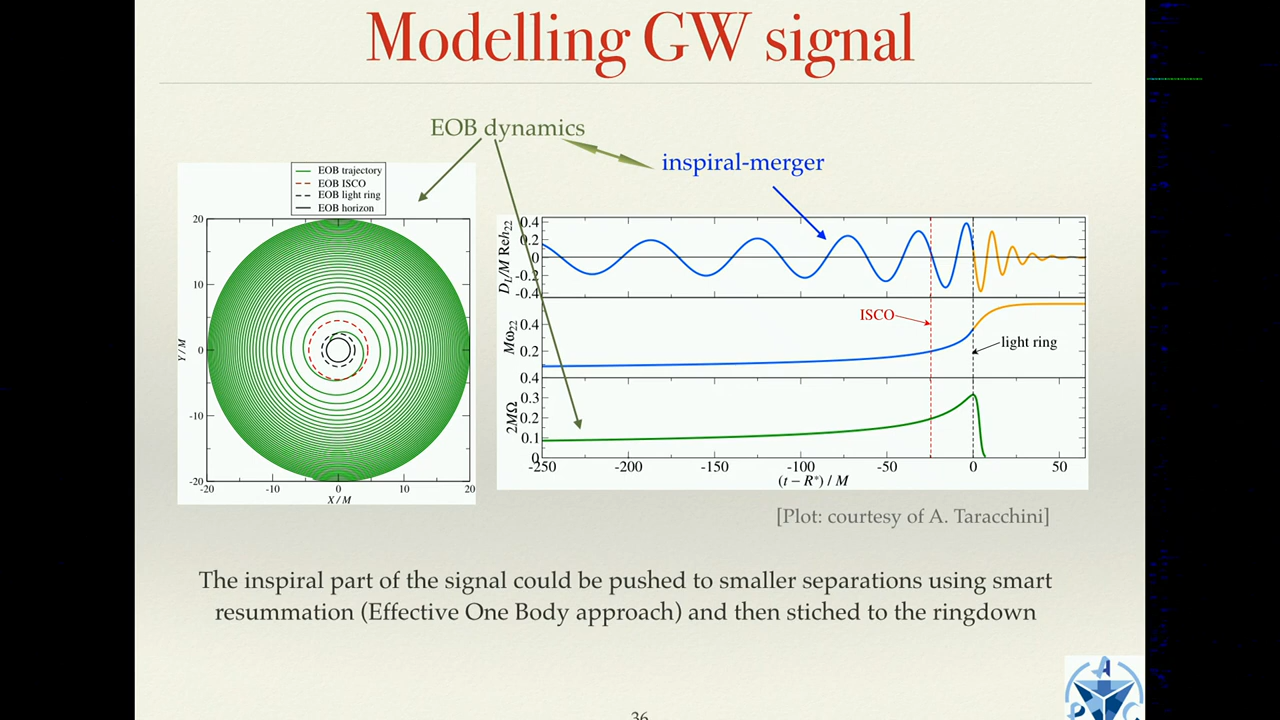 Modelling GW signal
EOB dynamics
inspiral-merger
EOB trajectory
EOB ISCO
EOB light ring
EOB horizon
20
10
0
-10
-20
Y / M
-20
-10
0
10
20
X / M
D_L/M Re h_22
0.4
0.2
0
-0.2
-0.4
Mω_22
0.4
0.2
ISCO
light ring
2MΩ
0.4
0.3
0.2
0.1
0
-250
-200
-150
-100
-50
0
50
(t − R*) / M
[Plot: courtesy of A. Taracchini]
The inspiral part of the signal could be pushed to smaller separations using smart
resummation (Effective One Body approach) and then stiched to the ringdown
36
A
P
C